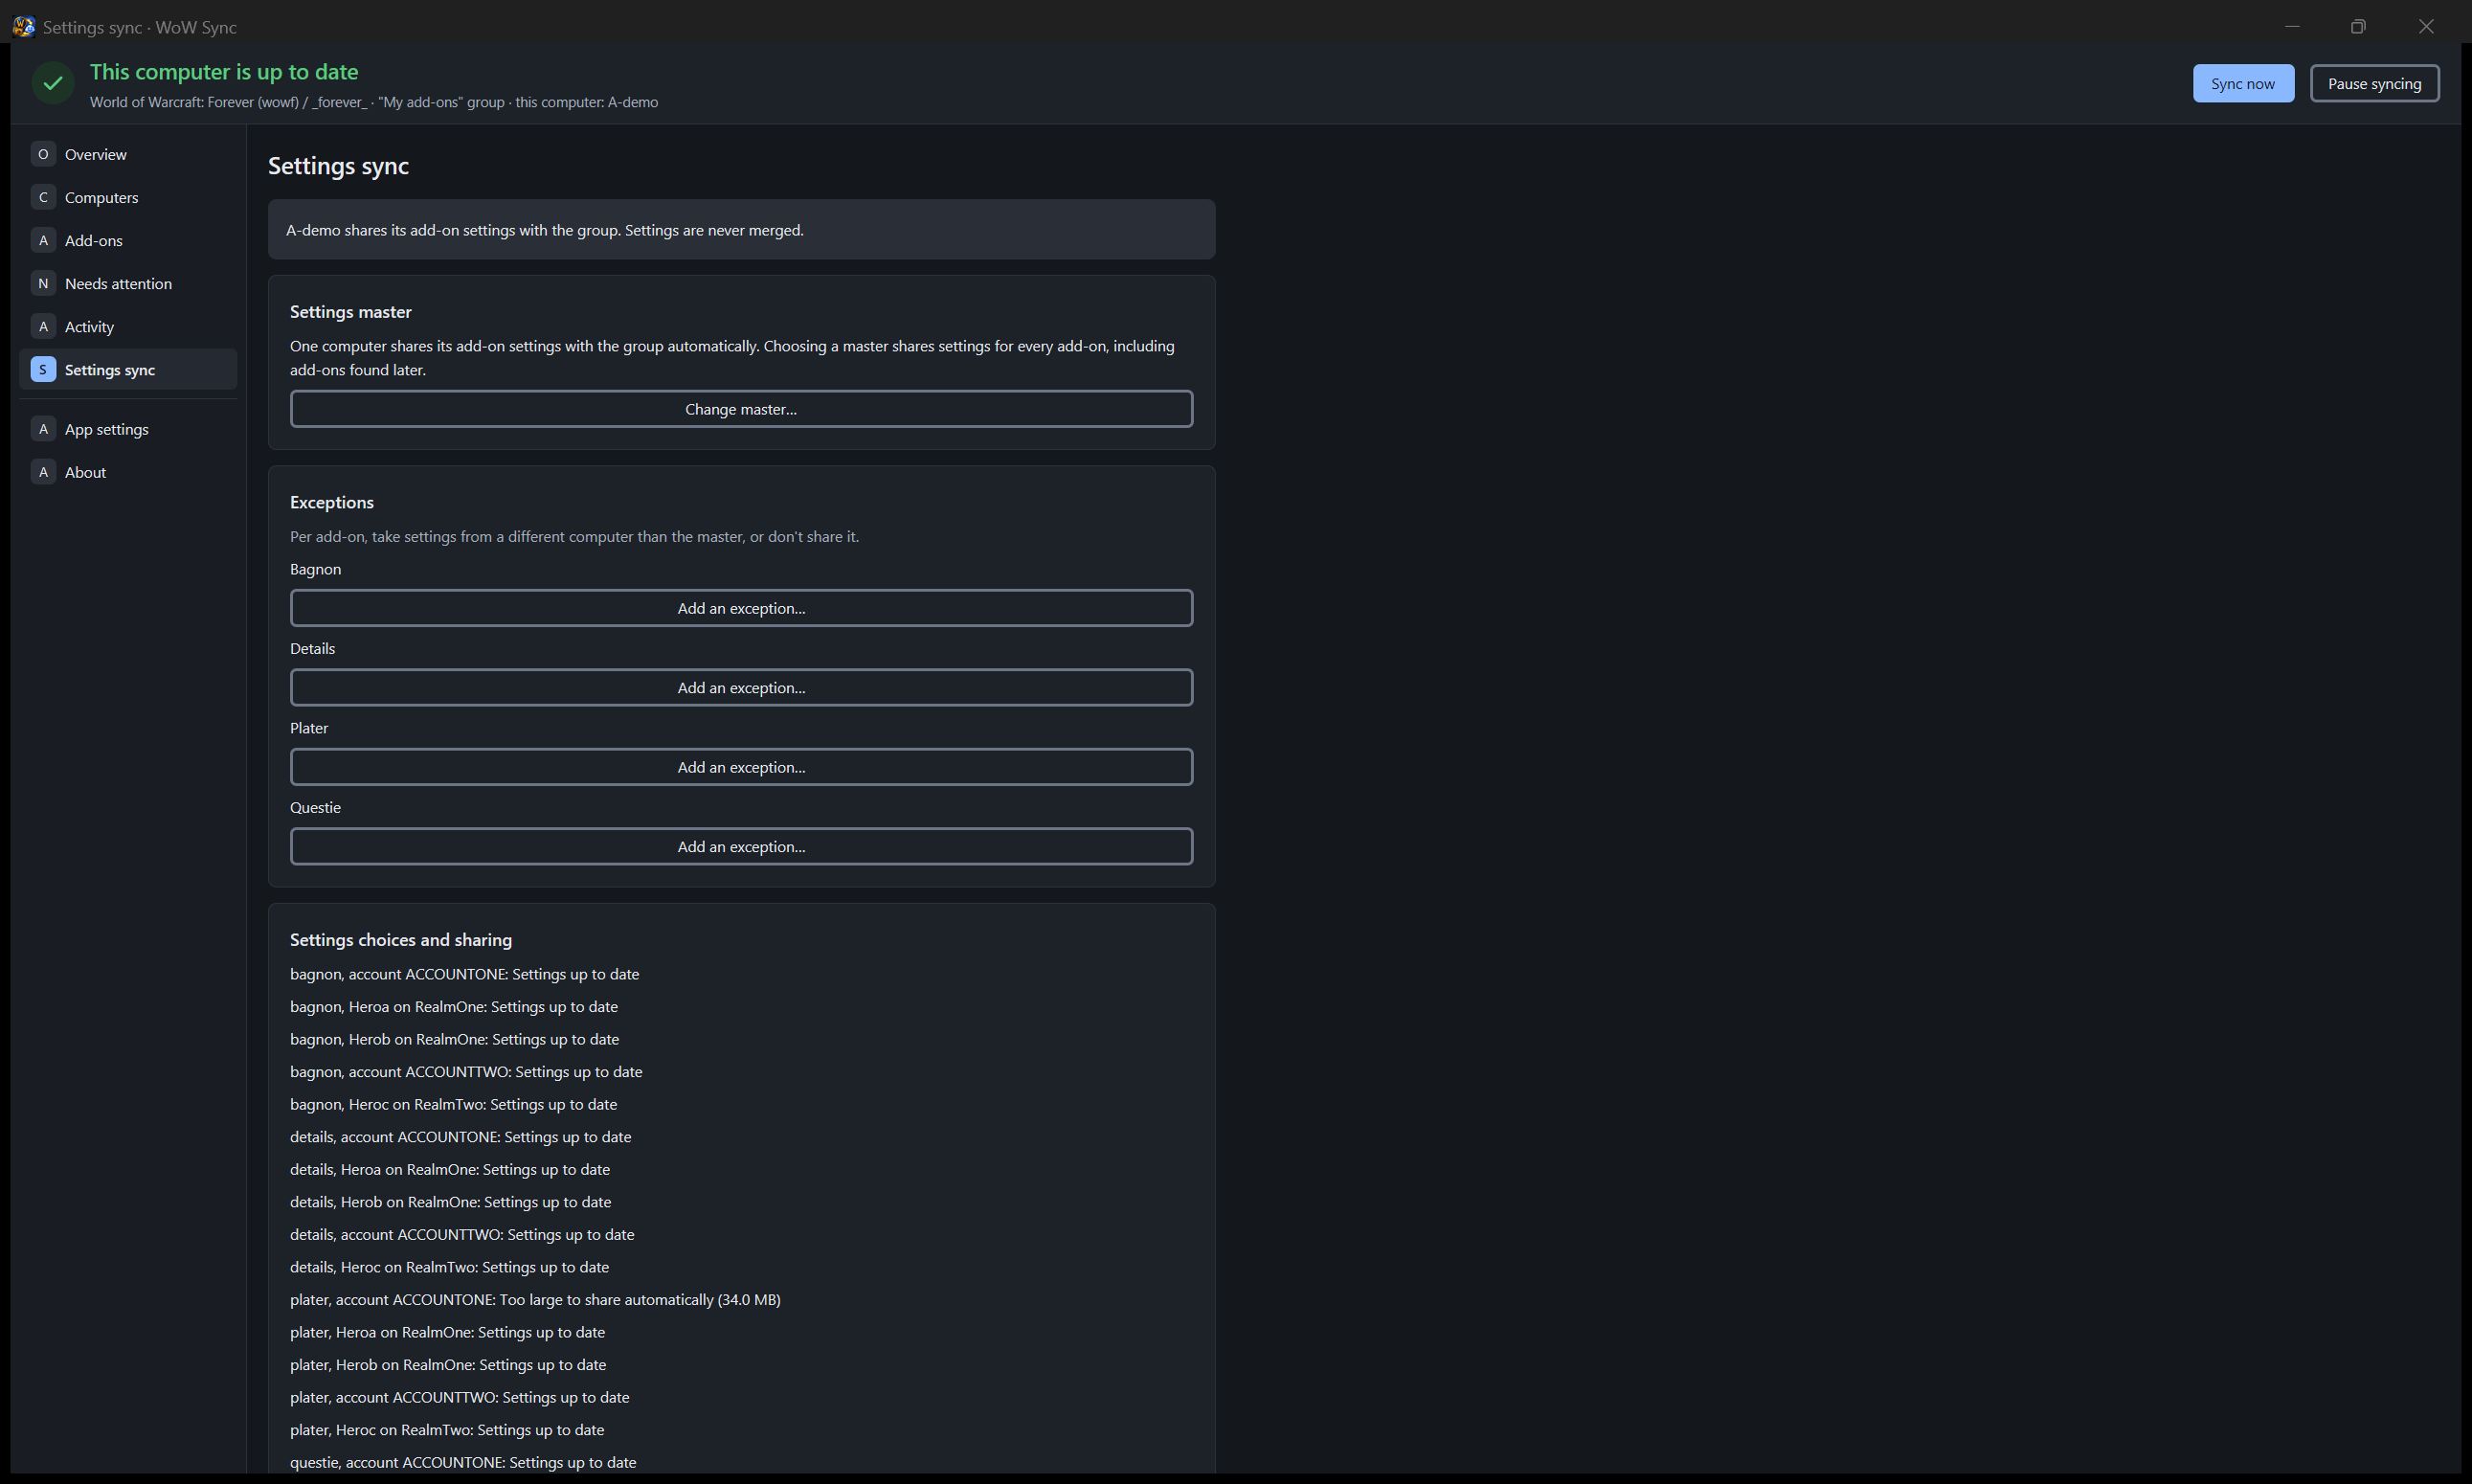 Settings sync · WoW Sync
This computer is up to date
World of Warcraft: Forever (wowf) / _forever_ · "My add-ons" group · this computer: A-demo
Sync now
Pause syncing
O Overview
C Computers
A Add-ons
N Needs attention
A Activity
S Settings sync
A App settings
A About
Settings sync
A-demo shares its add-on settings with the group. Settings are never merged.
Settings master
One computer shares its add-on settings with the group automatically. Choosing a master shares settings for every add-on, including
add-ons found later.
Change master...
Exceptions
Per add-on, take settings from a different computer than the master, or don't share it.
Bagnon
Add an exception...
Details
Add an exception...
Plater
Add an exception...
Questie
Add an exception...
Settings choices and sharing
bagnon, account ACCOUNTONE: Settings up to date
bagnon, Heroa on RealmOne: Settings up to date
bagnon, Herob on RealmOne: Settings up to date
bagnon, account ACCOUNTTWO: Settings up to date
bagnon, Heroc on RealmTwo: Settings up to date
details, account ACCOUNTONE: Settings up to date
details, Heroa on RealmOne: Settings up to date
details, Herob on RealmOne: Settings up to date
details, account ACCOUNTTWO: Settings up to date
details, Heroc on RealmTwo: Settings up to date
plater, account ACCOUNTONE: Too large to share automatically (34.0 MB)
plater, Heroa on RealmOne: Settings up to date
plater, Herob on RealmOne: Settings up to date
plater, account ACCOUNTTWO: Settings up to date
plater, Heroc on RealmTwo: Settings up to date
questie, account ACCOUNTONE: Settings up to date